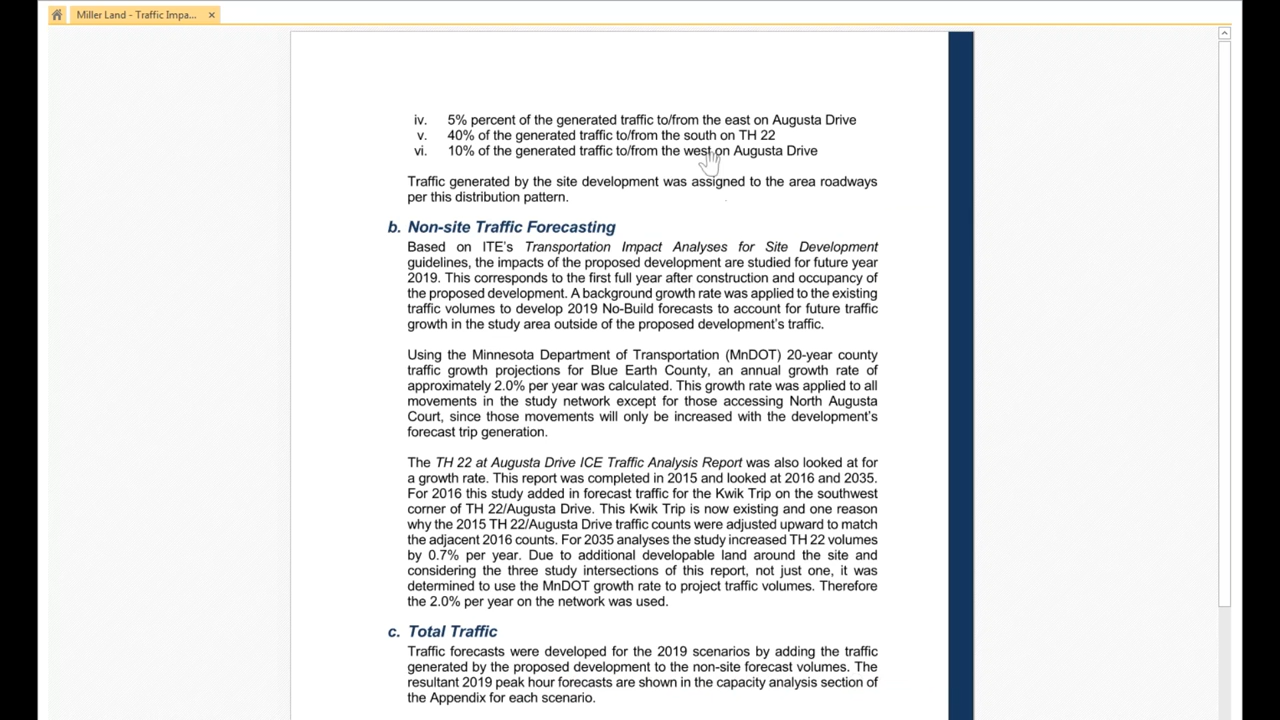 Miller Land - Traffic Impa...
iv. 5% percent of the generated traffic to/from the east on Augusta Drive
v. 40% of the generated traffic to/from the south on TH 22
vi. 10% of the generated traffic to/from the west on Augusta Drive
Traffic generated by the site development was assigned to the area roadways
per this distribution pattern.
b. Non-site Traffic Forecasting
Based on ITE's Transportation Impact Analyses for Site Development
guidelines, the impacts of the proposed development are studied for future year
2019. This corresponds to the first full year after construction and occupancy of
the proposed development. A background growth rate was applied to the existing
traffic volumes to develop 2019 No-Build forecasts to account for future traffic
growth in the study area outside of the proposed development's traffic.
Using the Minnesota Department of Transportation (MnDOT) 20-year county
traffic growth projections for Blue Earth County, an annual growth rate of
approximately 2.0% per year was calculated. This growth rate was applied to all
movements in the study network except for those accessing North Augusta
Court, since those movements will only be increased with the development's
forecast trip generation.
The TH 22 at Augusta Drive ICE Traffic Analysis Report was also looked at for
a growth rate. This report was completed in 2015 and looked at 2016 and 2035.
For 2016 this study added in forecast traffic for the Kwik Trip on the southwest
corner of TH 22/Augusta Drive. This Kwik Trip is now existing and one reason
why the 2015 TH 22/Augusta Drive traffic counts were adjusted upward to match
the adjacent 2016 counts. For 2035 analyses the study increased TH 22 volumes
by 0.7% per year. Due to additional developable land around the site and
considering the three study intersections of this report, not just one, it was
determined to use the MnDOT growth rate to project traffic volumes. Therefore
the 2.0% per year on the network was used.
c. Total Traffic
Traffic forecasts were developed for the 2019 scenarios by adding the traffic
generated by the proposed development to the non-site forecast volumes. The
resultant 2019 peak hour forecasts are shown in the capacity analysis section of
the Appendix for each scenario.